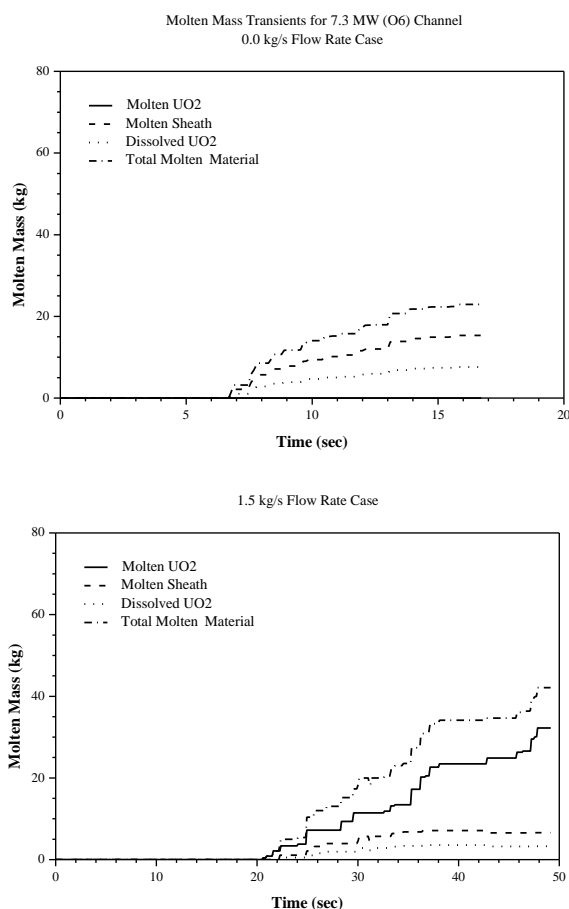 Molten Mass Transients for 7.3 MW (O6) Channel
0.0 kg/s Flow Rate Case
80
60
40
20
0
Molten Mass (kg)
Molten UO2
Molten Sheath
Dissolved UO2
Total Molten Material
0 5 10 15 20
Time (sec)
1.5 kg/s Flow Rate Case
80
60
40
20
0
Molten Mass (kg)
Molten UO2
Molten Sheath
Dissolved UO2
Total Molten Material
0 10 20 30 40 50
Time (sec)